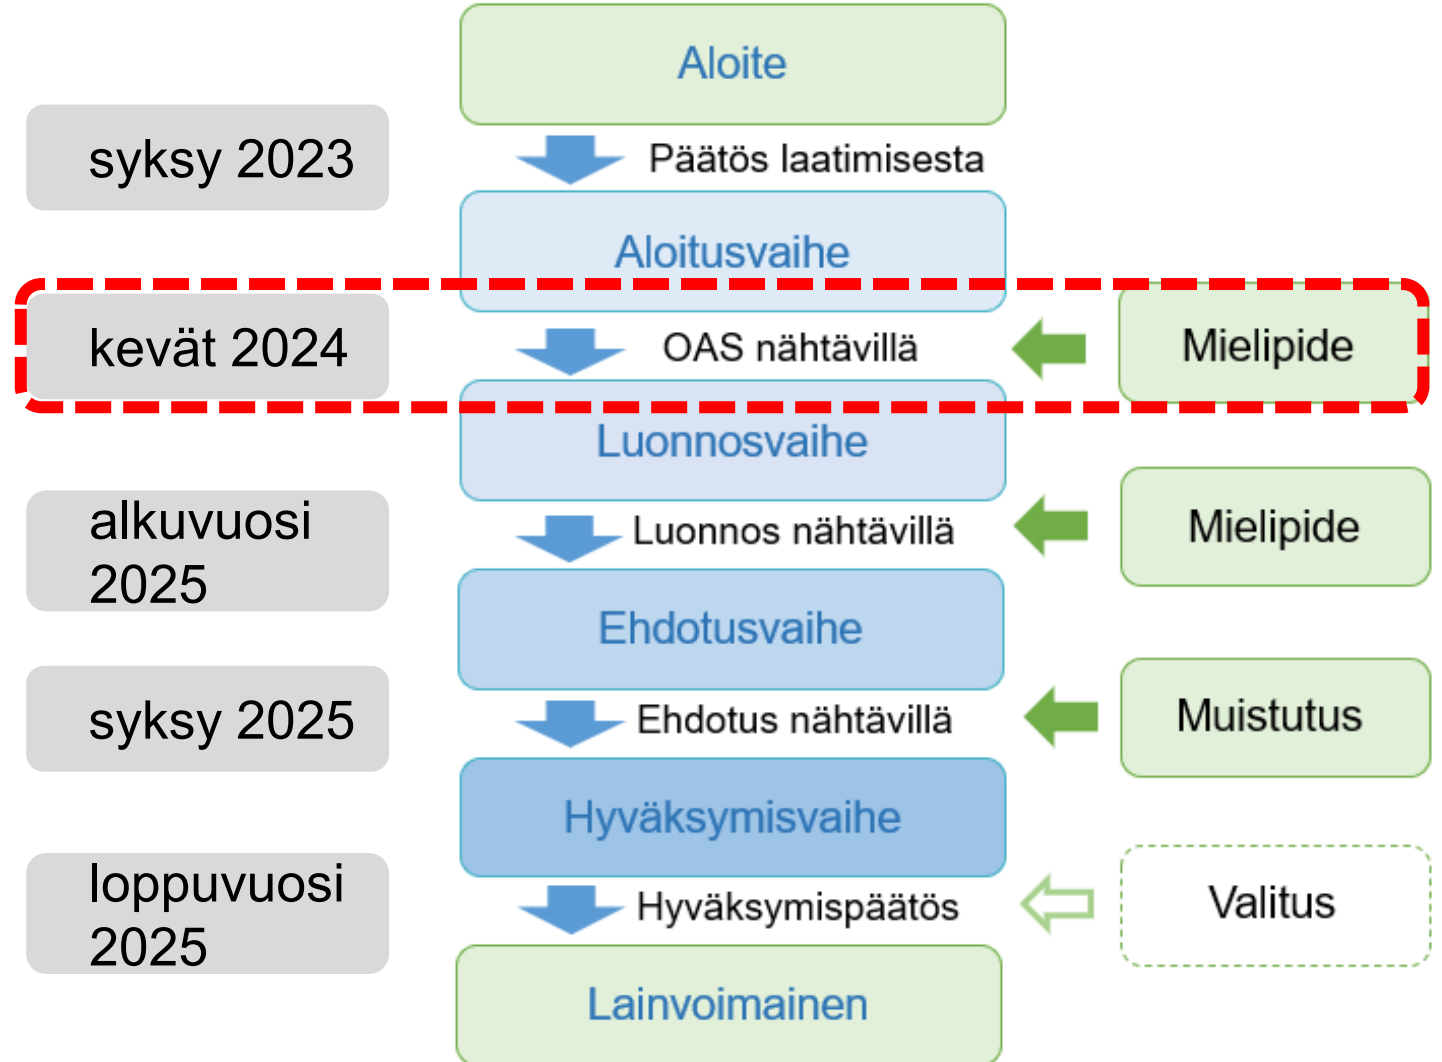 Aloite
syksy 2023
Päätös laatimisesta
Aloitusvaihe
kevät 2024
OAS nähtävillä
Mielipide
Luonnosvaihe
alkuvuosi
2025
Luonnos nähtävillä
Mielipide
Ehdotusvaihe
syksy 2025
Ehdotus nähtävillä
Muistutus
Hyväksymisvaihe
loppuvuosi
2025
Hyväksymispäätös
Valitus
Lainvoimainen